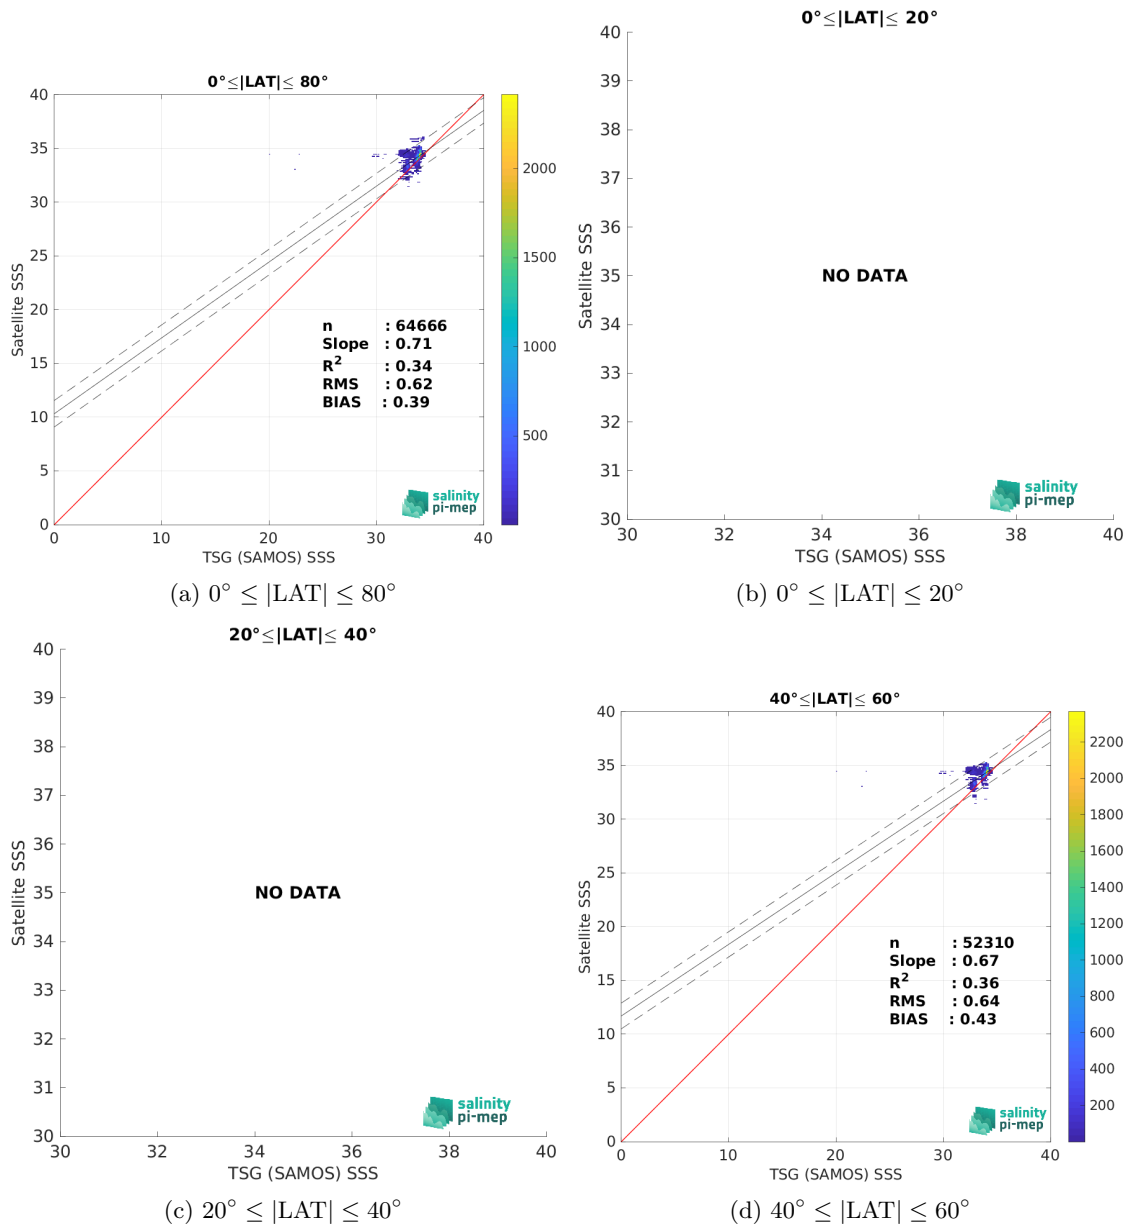 0°≤|LAT|≤ 80°
40
35
30
25
20
15
10
5
0
Satellite SSS
n : 64666
Slope : 0.71
R² : 0.34
RMS : 0.62
BIAS : 0.39
salinity
pi-mep
0 10 20 30 40
TSG (SAMOS) SSS
2000
1500
1000
500
(a) 0° ≤ |LAT| ≤ 80°
0°≤|LAT|≤ 20°
40
39
38
37
36
35
34
33
32
31
30
Satellite SSS
NO DATA
salinity
pi-mep
30 32 34 36 38 40
TSG (SAMOS) SSS
(b) 0° ≤ |LAT| ≤ 20°
20°≤|LAT|≤ 40°
40
39
38
37
36
35
34
33
32
31
30
Satellite SSS
NO DATA
salinity
pi-mep
30 32 34 36 38 40
TSG (SAMOS) SSS
(c) 20° ≤ |LAT| ≤ 40°
40°≤|LAT|≤ 60°
40
35
30
25
20
15
10
5
0
Satellite SSS
n : 52310
Slope : 0.67
R² : 0.36
RMS : 0.64
BIAS : 0.43
salinity
pi-mep
0 10 20 30 40
TSG (SAMOS) SSS
2200
2000
1800
1600
1400
1200
1000
800
600
400
200
(d) 40° ≤ |LAT| ≤ 60°